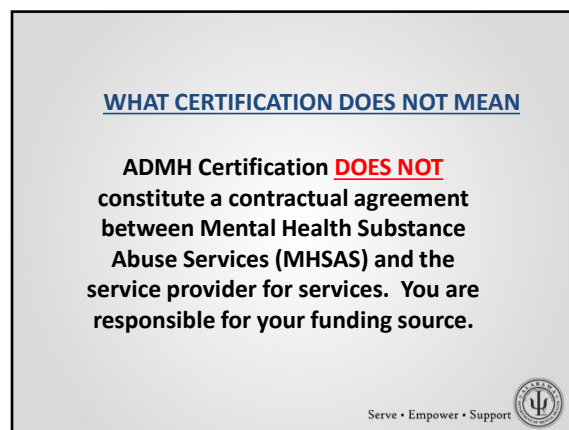 WHAT CERTIFICATION DOES NOT MEAN
ADMH Certification DOES NOT
constitute a contractual agreement
between Mental Health Substance
Abuse Services (MHSAS) and the
service provider for services.  You are
responsible for your funding source.
Serve • Empower • Support